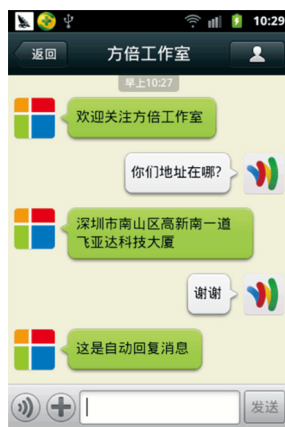 10:29
返回
方倍工作室
早上10:27
欢迎关注方倍工作室
你们地址在哪?
深圳市南山区高新南一道
飞亚达科技大厦
谢谢
这是自动回复消息
发送